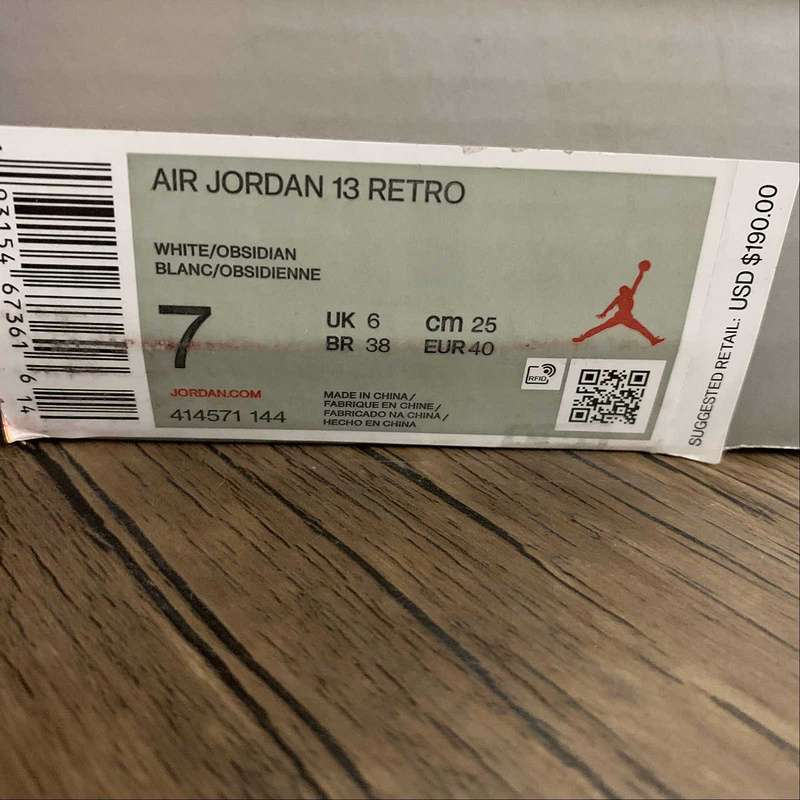 AIR JORDAN 13 RETRO
WHITE/OBSIDIAN
BLANC/OBSIDIENNE
7
UK 6
cm 25
BR 38
EUR 40
RFID
JORDAN.COM
414571 144
MADE IN CHINA/
FABRIQUE EN CHINE/
FABRICADO NA CHINA/
HECHO EN CHINA
SUGGESTED RETAIL: USD $190.00